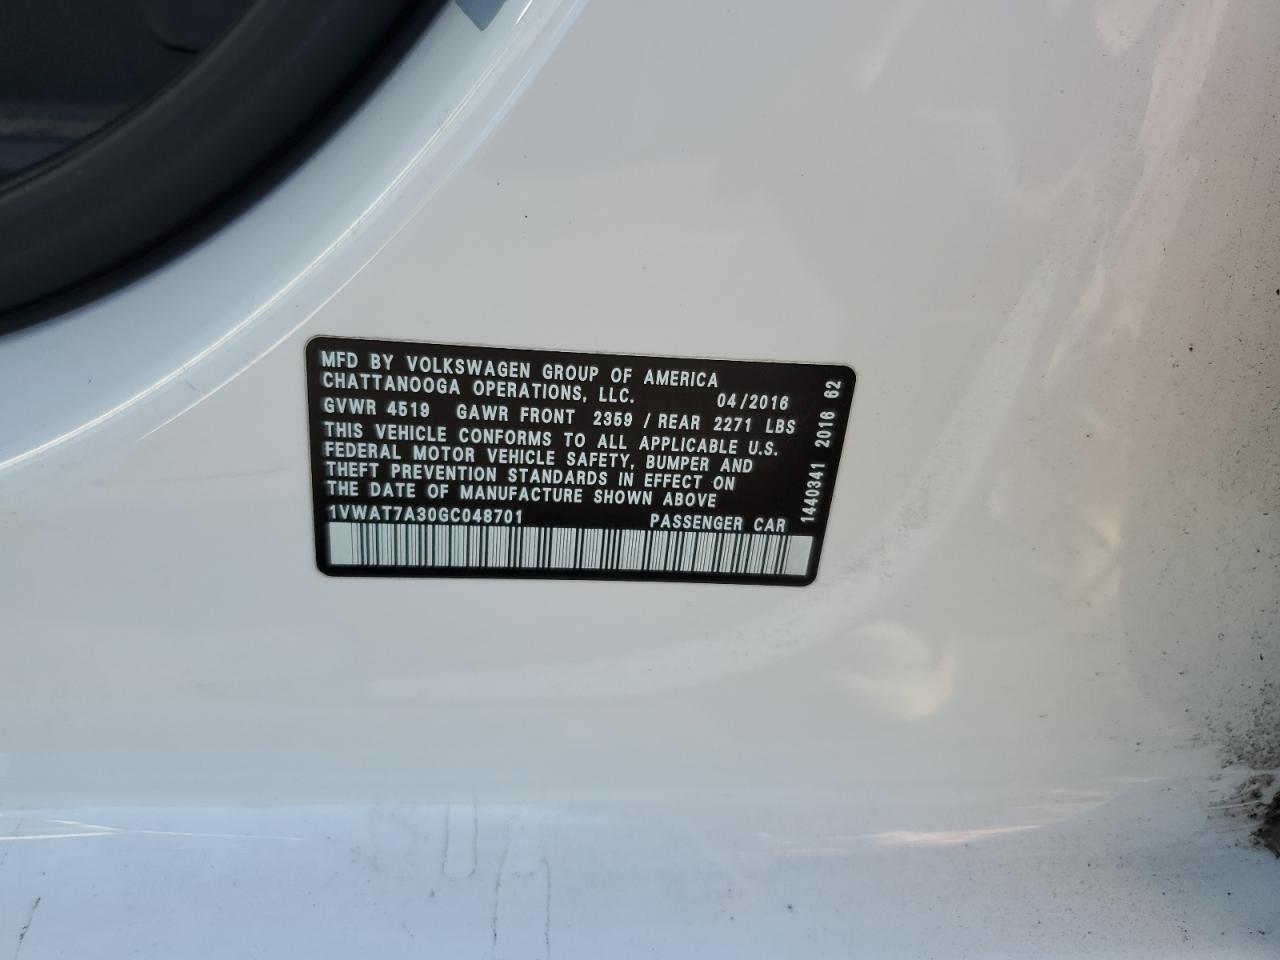 MFD BY VOLKSWAGEN GROUP OF AMERICA
CHATTANOOGA OPERATIONS, LLC. 04/2016
GVWR 4519 GAWR FRONT 2359 / REAR 2271 LBS
THIS VEHICLE CONFORMS TO ALL APPLICABLE U.S.
FEDERAL MOTOR VEHICLE SAFETY, BUMPER AND
THEFT PREVENTION STANDARDS IN EFFECT ON
THE DATE OF MANUFACTURE SHOWN ABOVE
1VWAT7A30GC048701 PASSENGER CAR
1440341 2016 62